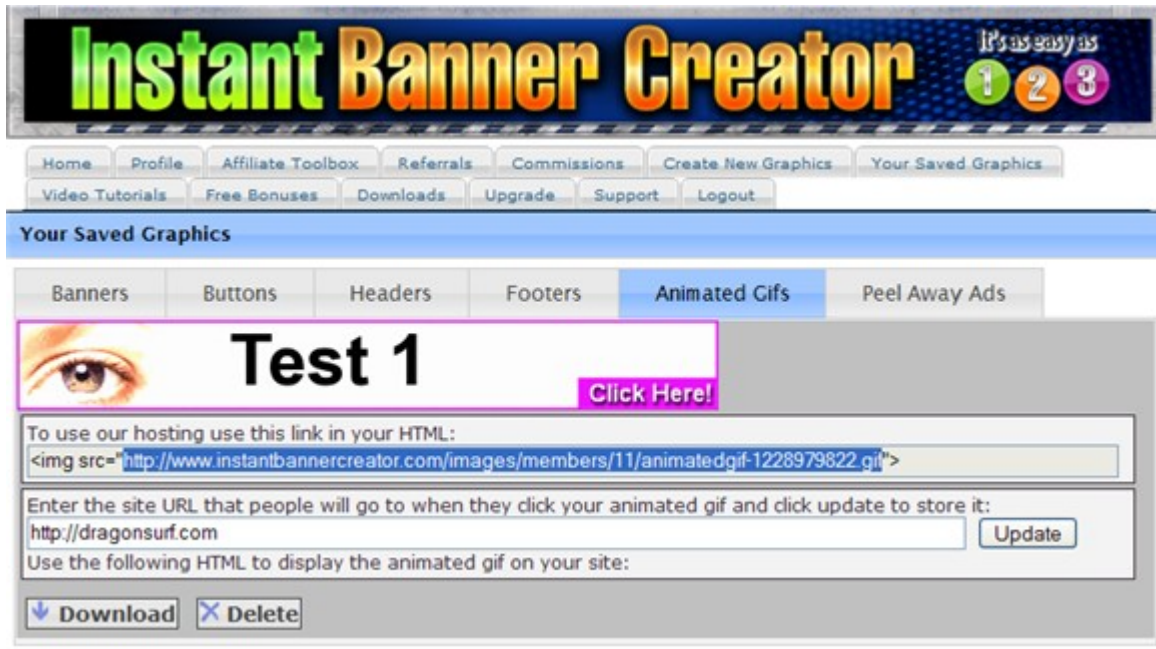 Instant Banner Creator
It's as easy as
1 2 3
Home Profile Affiliate Toolbox Referrals Commissions Create New Graphics Your Saved Graphics
Video Tutorials Free Bonuses Downloads Upgrade Support Logout
Your Saved Graphics
Banners Buttons Headers Footers Animated Gifs Peel Away Ads
Test 1
Click Here!
To use our hosting use this link in your HTML:
<img src="http://www.instantbannercreator.com/images/members/11/animatedgif-1228979822.gif">
Enter the site URL that people will go to when they click your animated gif and click update to store it:
http://dragonsurf.com Update
Use the following HTML to display the animated gif on your site:
Download Delete